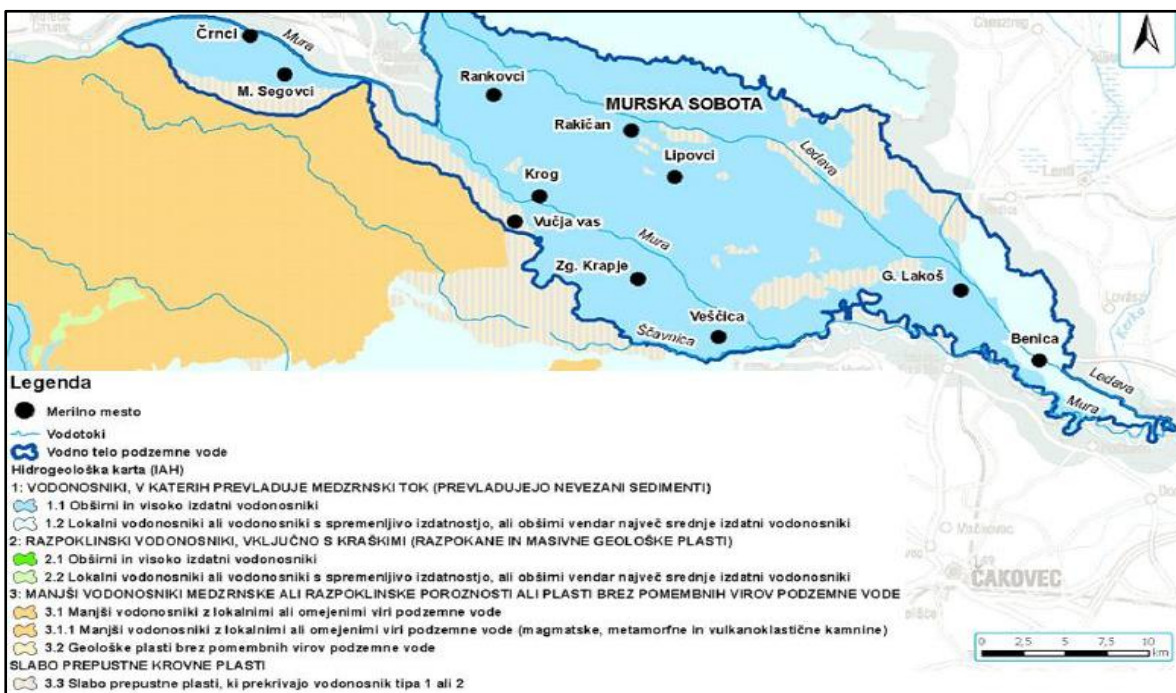 Črnci
Mura
M. Segovci
Rankovci
MURSKA SOBOTA
Rakičan
Ledava
Lipovci
Lenti
Krog
Vučja vas
Mura
Zg. Krapje
G. Lakoš
Kerka
Veščica
Ščavnica
Benica
Ledava
Mura
ČAKOVEC
0 2,5 5 7,5 10
km
Legenda
Merilno mesto
Vodotoki
Vodno telo podzemne vode
Hidrogeološka karta (IAH)
1: VODONOSNIKI, V KATERIH PREVLADUJE MEDZRNSKI TOK (PREVLADUJEJO NEVEZANI SEDIMENTI)
1.1 Obširni in visoko izdatni vodonosniki
1.2 Lokalni vodonosniki ali vodonosniki s spremenljivo izdatnostjo, ali obširni vendar največ srednje izdatni vodonosniki
2: RAZPOKLINSKI VODONOSNIKI, VKLJUČNO S KRAŠKIMI (RAZPOKANE IN MASIVNE GEOLOŠKE PLASTI)
2.1 Obširni in visoko izdatni vodonosniki
2.2 Lokalni vodonosniki ali vodonosniki s spremenljivo izdatnostjo, ali obširni vendar največ srednje izdatni vodonosniki
3: MANJŠI VODONOSNIKI MEDZRNSKE ALI RAZPOKLINSKE POROZNOSTI ALI PLASTI BREZ POMEMBNIH VIROV PODZEMNE VODE
3.1 Manjši vodonosniki z lokalnimi ali omejenimi viri podzemne vode
3.1.1 Manjši vodonosniki z lokalnimi ali omejenimi viri podzemne vode (magmatske, metamorfne in vulkanoklastične kamnine)
3.2 Geološke plasti brez pomembnih virov podzemne vode
SLABO PREPUSTNE KROVNE PLASTI
3.3 Slabo prepustne plasti, ki prekrivajo vodonosnik tipa 1 ali 2